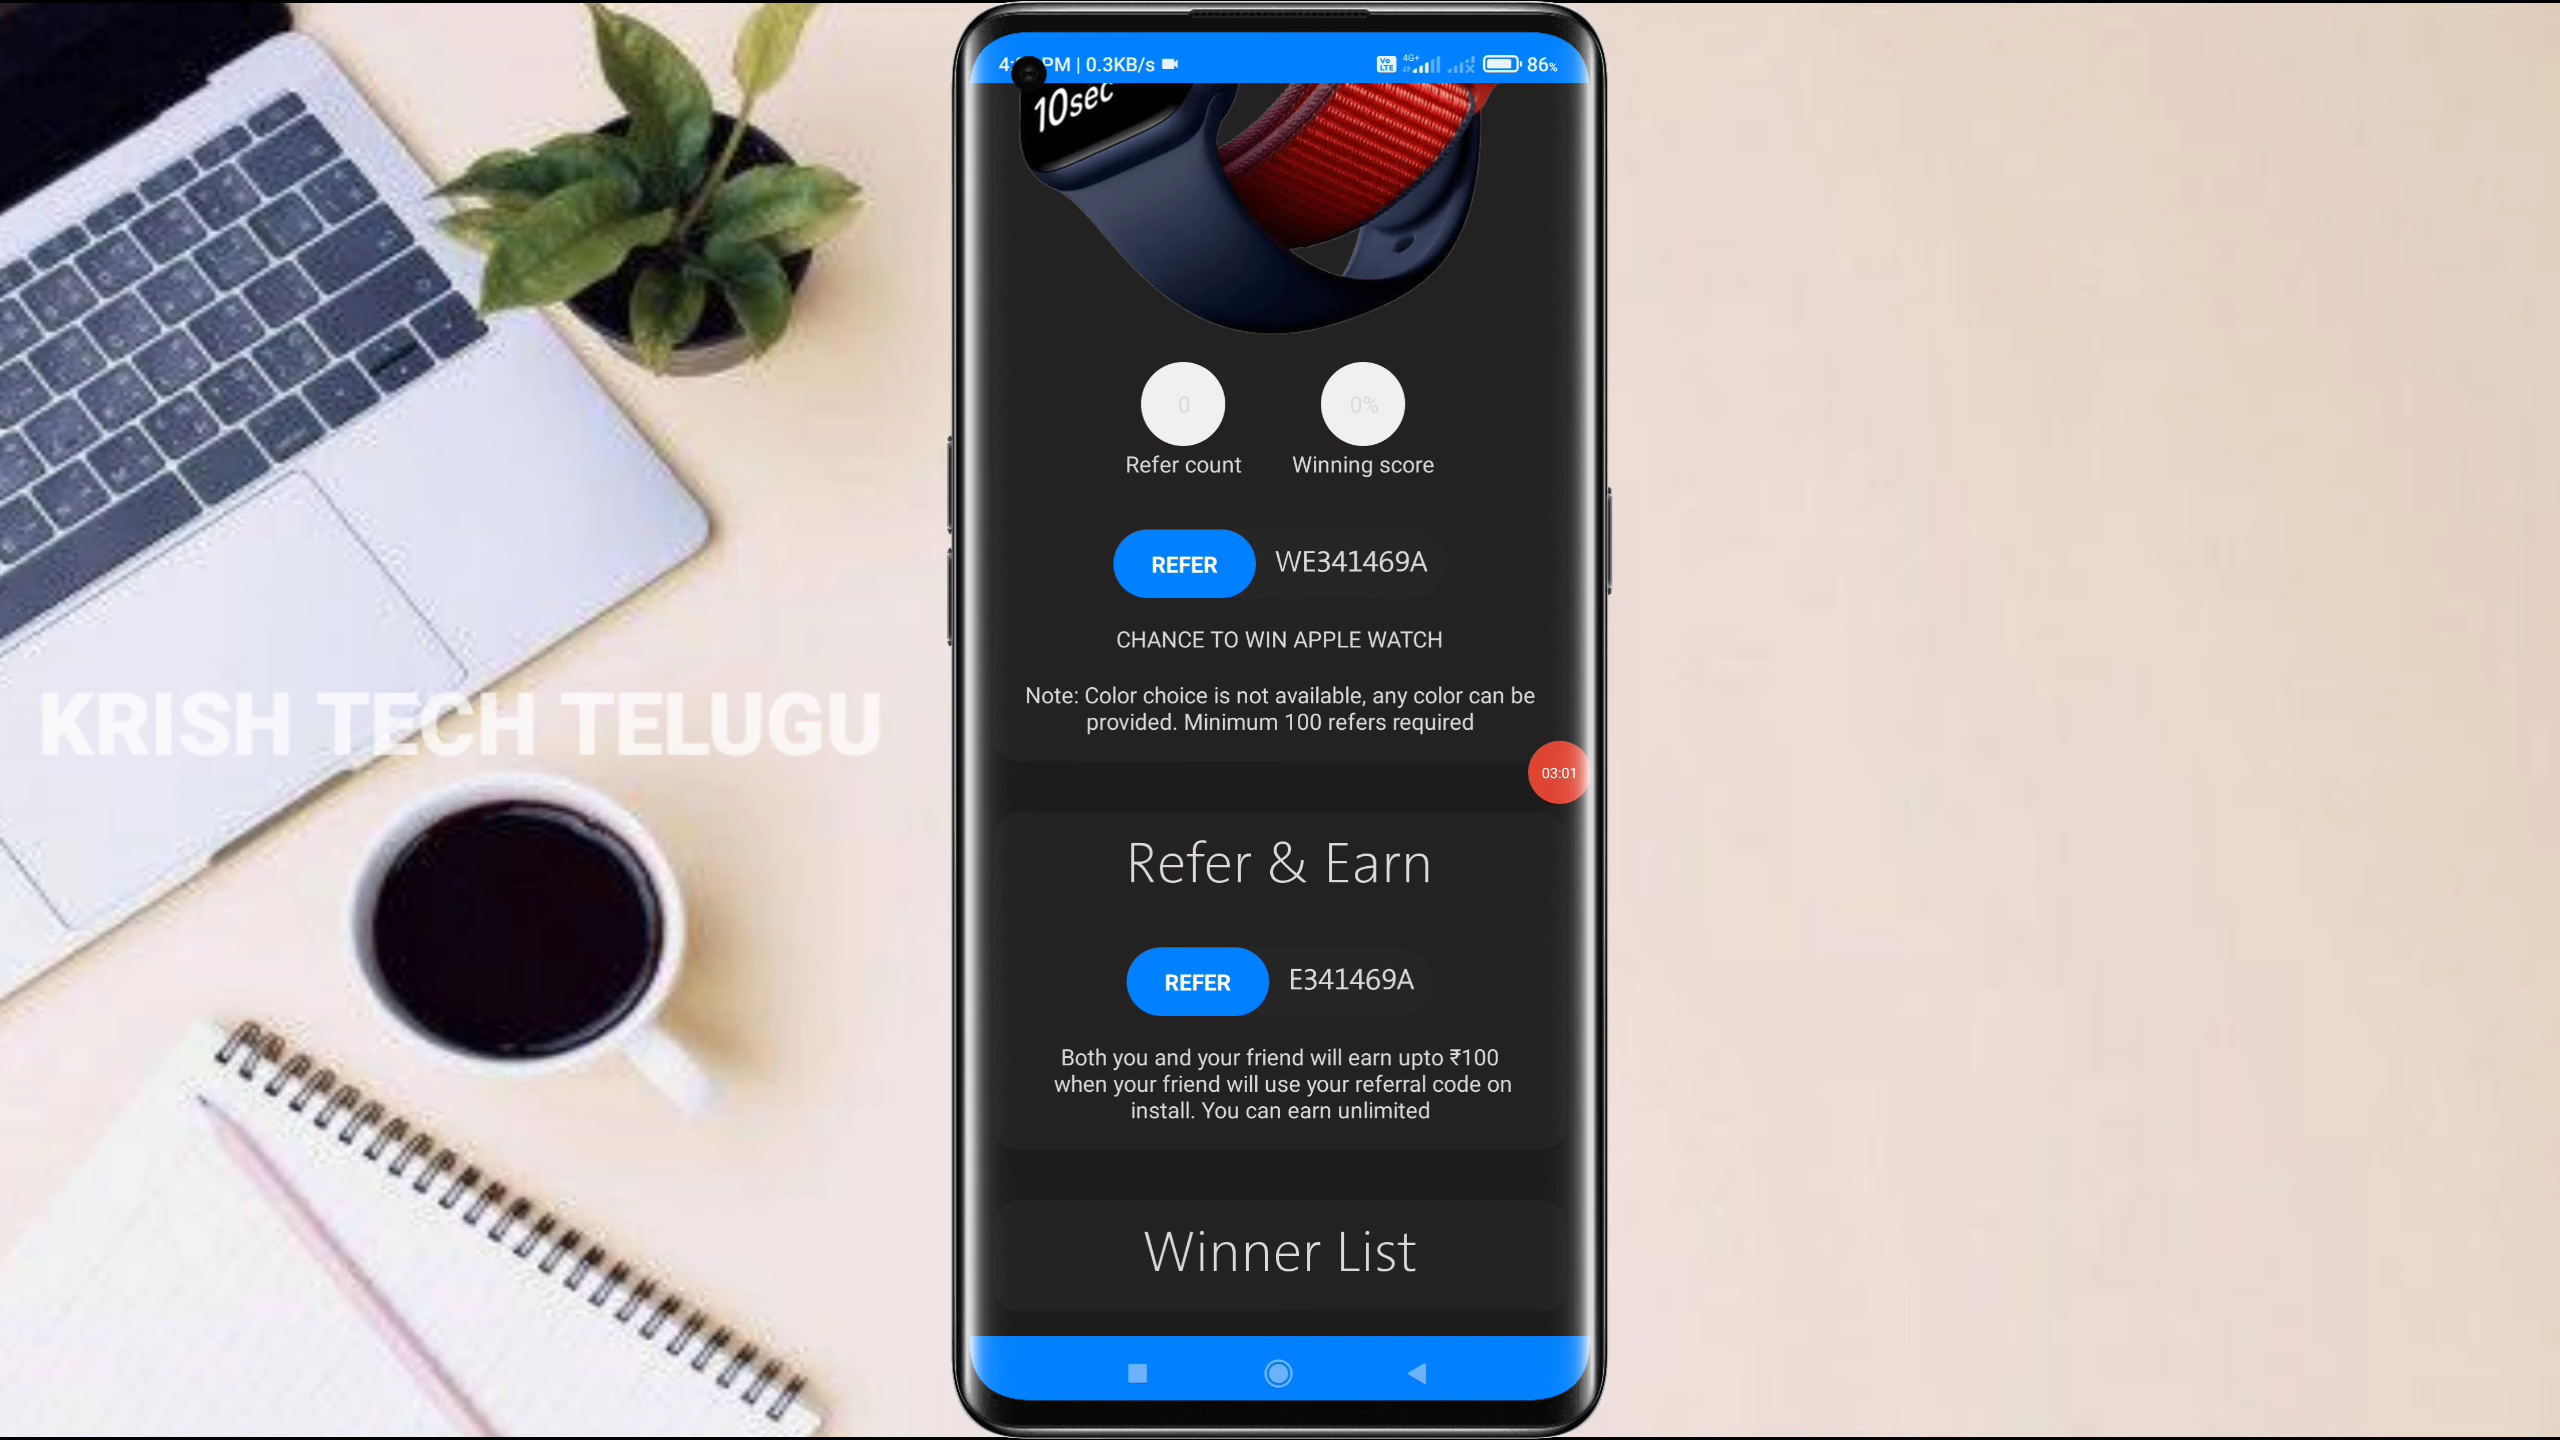 4: PM | 0.3KB/s
Vo LTE 4G+ 86%
10sec
0 0%
Refer count Winning score
REFER WE341469A
CHANCE TO WIN APPLE WATCH
Note: Color choice is not available, any color can be
provided. Minimum 100 refers required
03:01
KRISH TECH TELUGU
Refer & Earn
REFER E341469A
Both you and your friend will earn upto ₹100
when your friend will use your referral code on
install. You can earn unlimited
Winner List